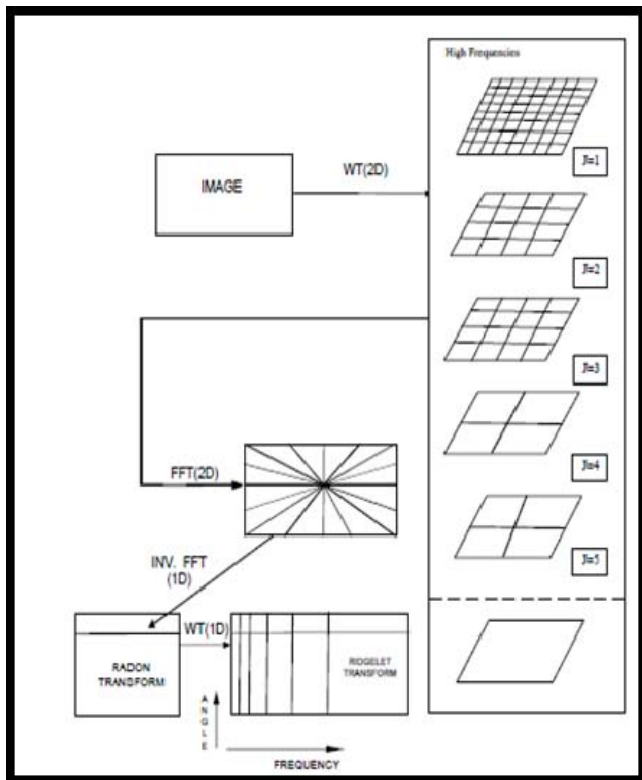 High Frequencies
IMAGE
WT(2D)
J=1
J=2
J=3
J=4
J=5
FFT(2D)
INV. FFT
(1D)
WT(1D)
RADON
TRANSFORM
RIDGELET
TRANSFORM
ANGLE
FREQUENCY